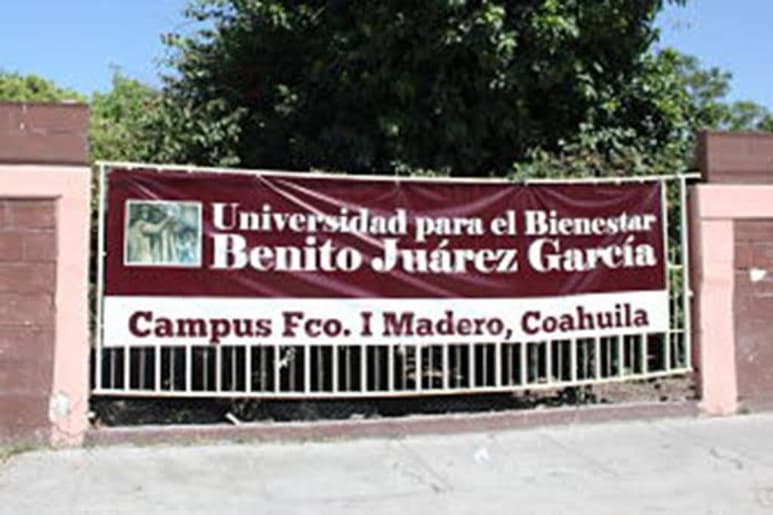 Universidad para el Bienestar
Benito Juárez García
Campus Fco. I Madero, Coahuila